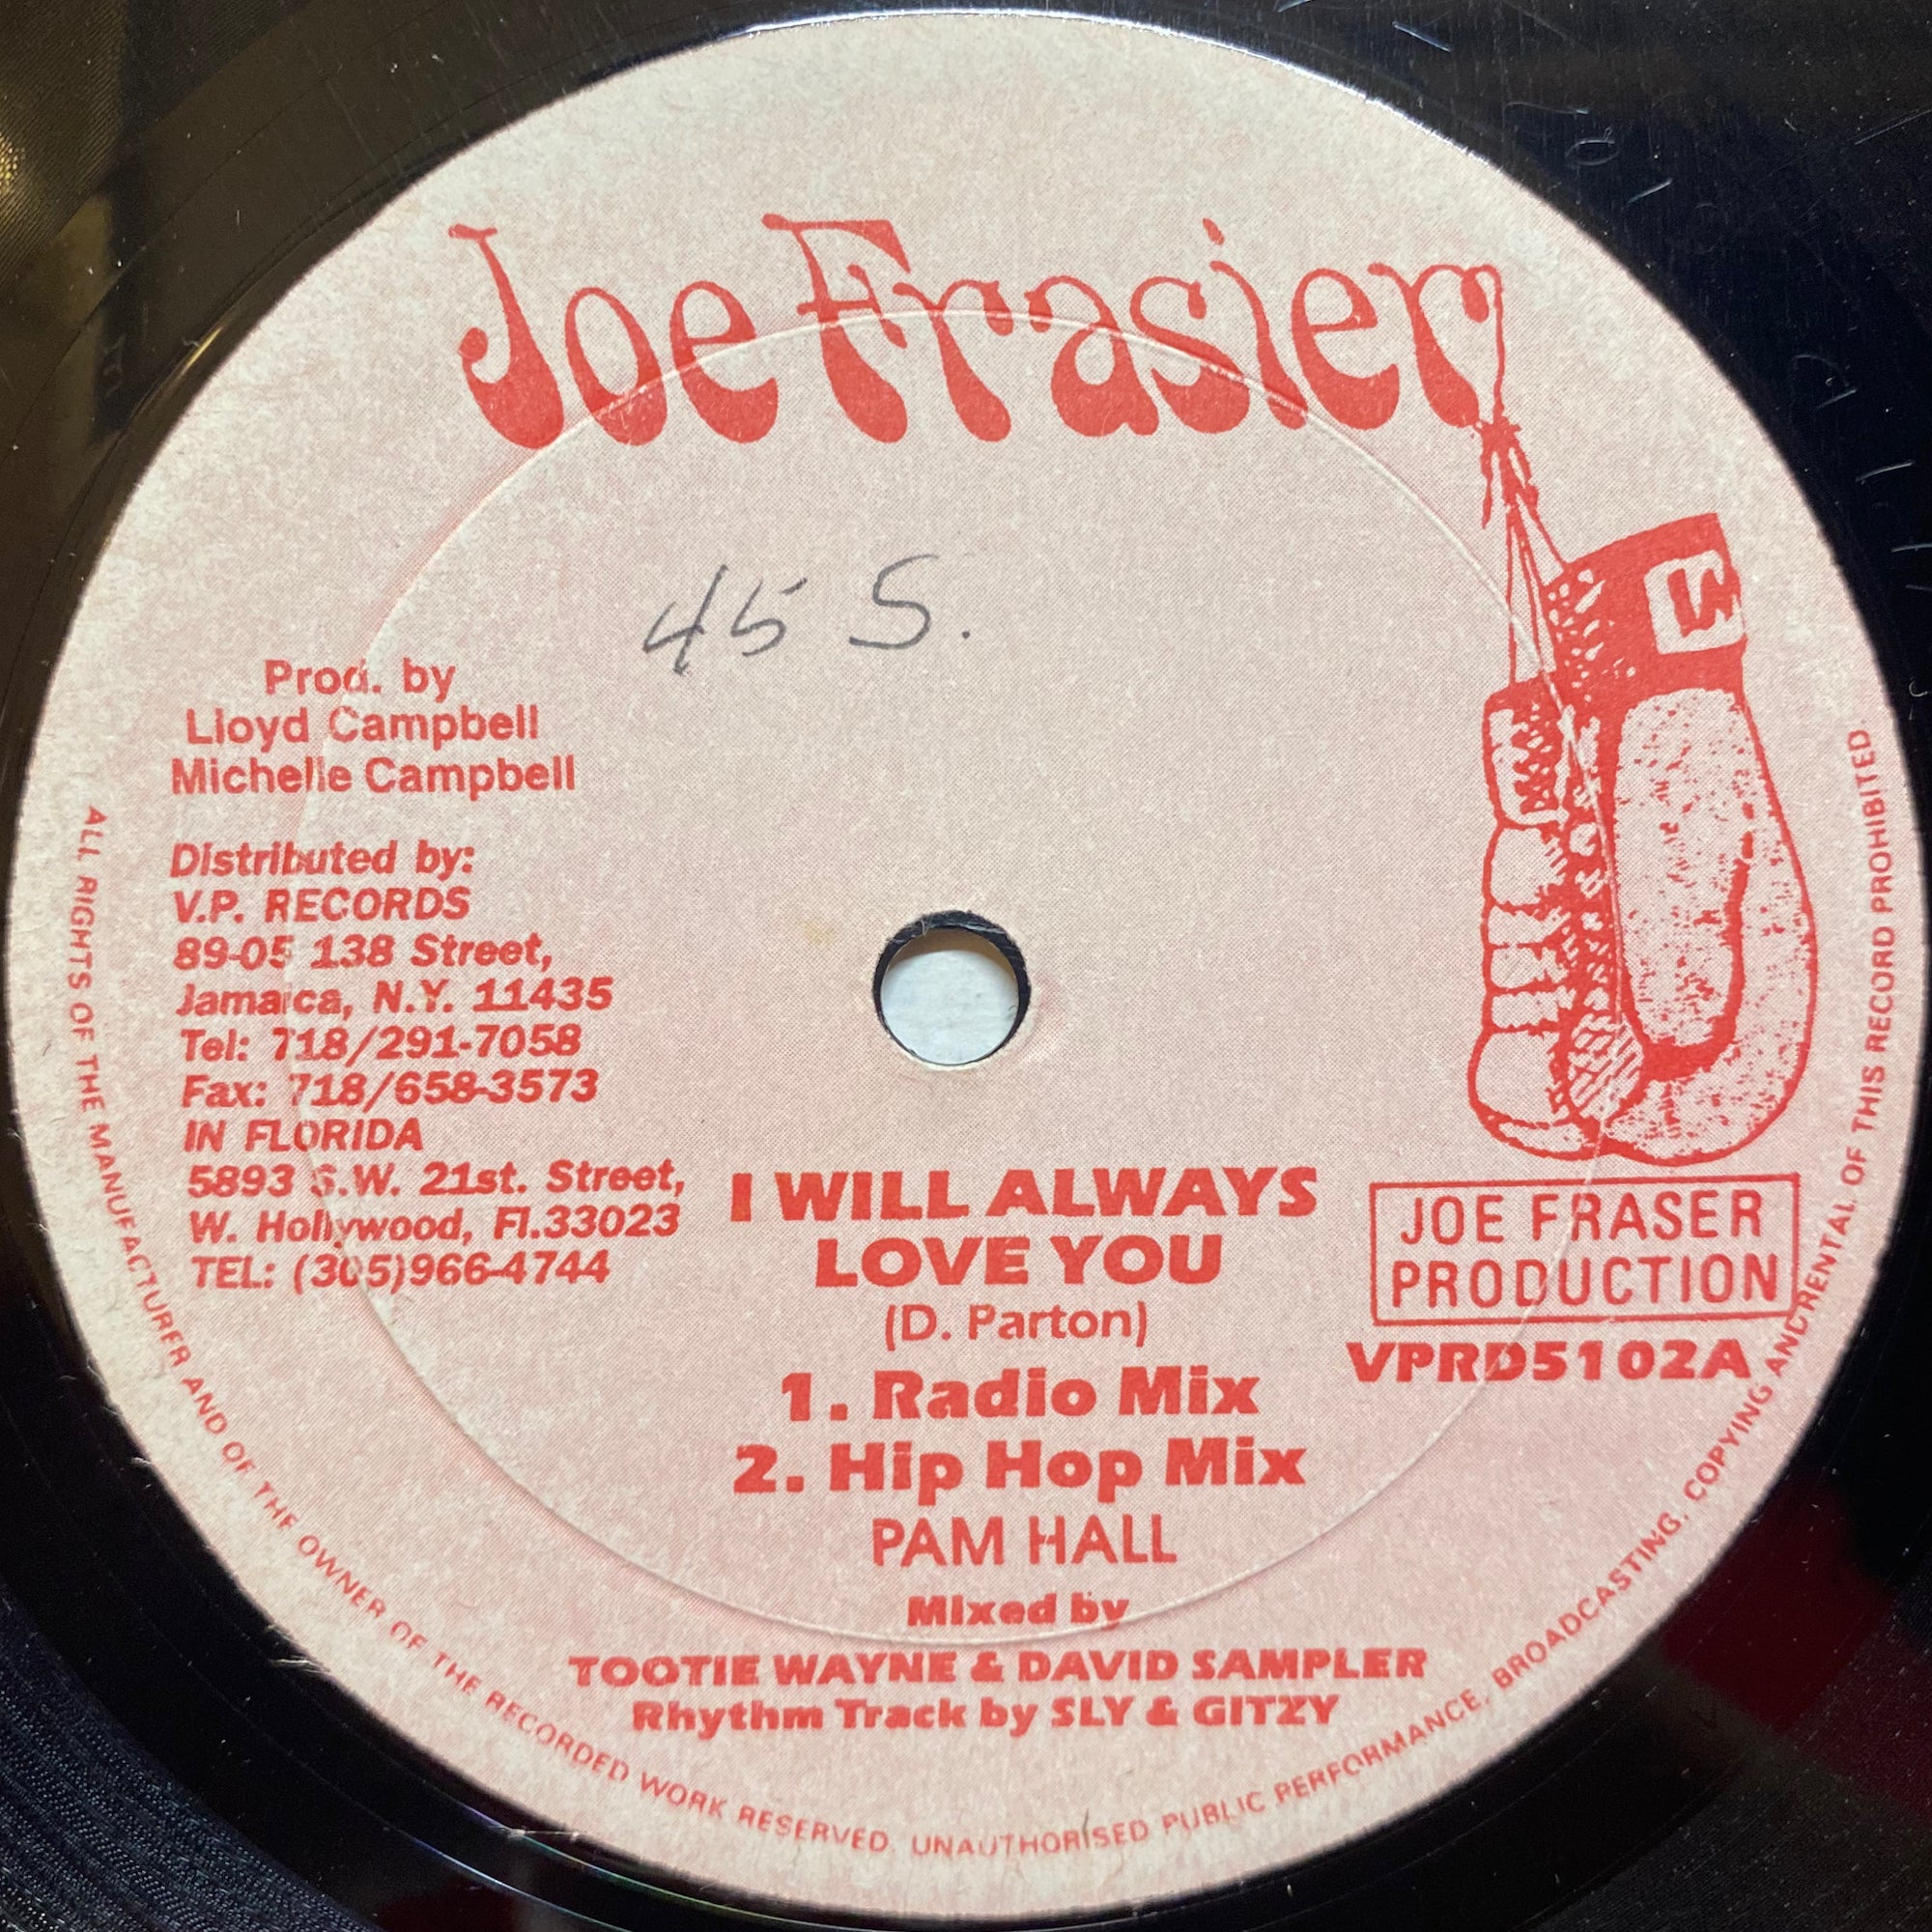 Joe Frasier
45 S.
Prod. by
Lloyd Campbell
Michelle Campbell
Distributed by:
V.P. RECORDS
89-05 138 Street,
Jamaica, N.Y. 11435
Tel: 718/291-7058
Fax: 718/658-3573
IN FLORIDA
5893 S.W. 21st. Street,
W. Hollywood, Fl.33023
TEL: (305)966-4744
I WILL ALWAYS
LOVE YOU
(D. Parton)
1. Radio Mix
2. Hip Hop Mix
PAM HALL
Mixed by
TOOTIE WAYNE & DAVID SAMPLER
Rhythm Track by SLY & GITZY
JOE FRASER
PRODUCTION
VPRD5102A
ALL RIGHTS OF THE MANUFACTURER AND OF THE OWNER OF THE RECORDED WORK RESERVED. UNAUTHORISED PUBLIC PERFORMANCE, BROADCASTING, COPYING AND RENTAL OF THIS RECORD PROHIBITED.